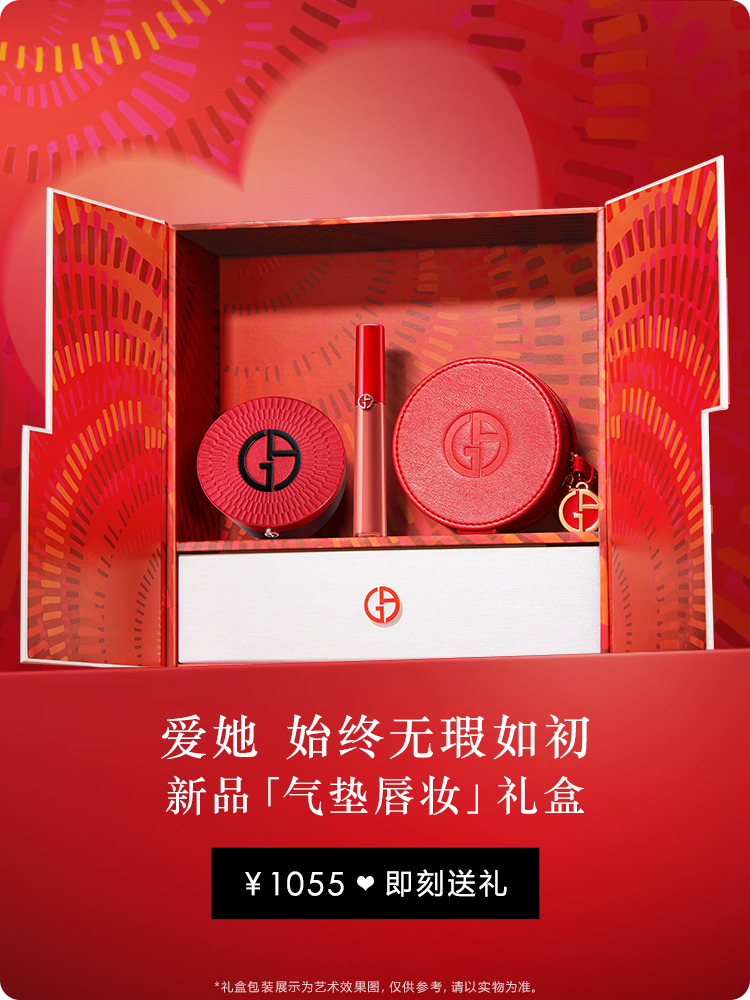 爱她 始终无瑕如初
新品「气垫唇妆」礼盒
¥1055 ❤ 即刻送礼
*礼盒包装展示为艺术效果图，仅供参考，请以实物为准。